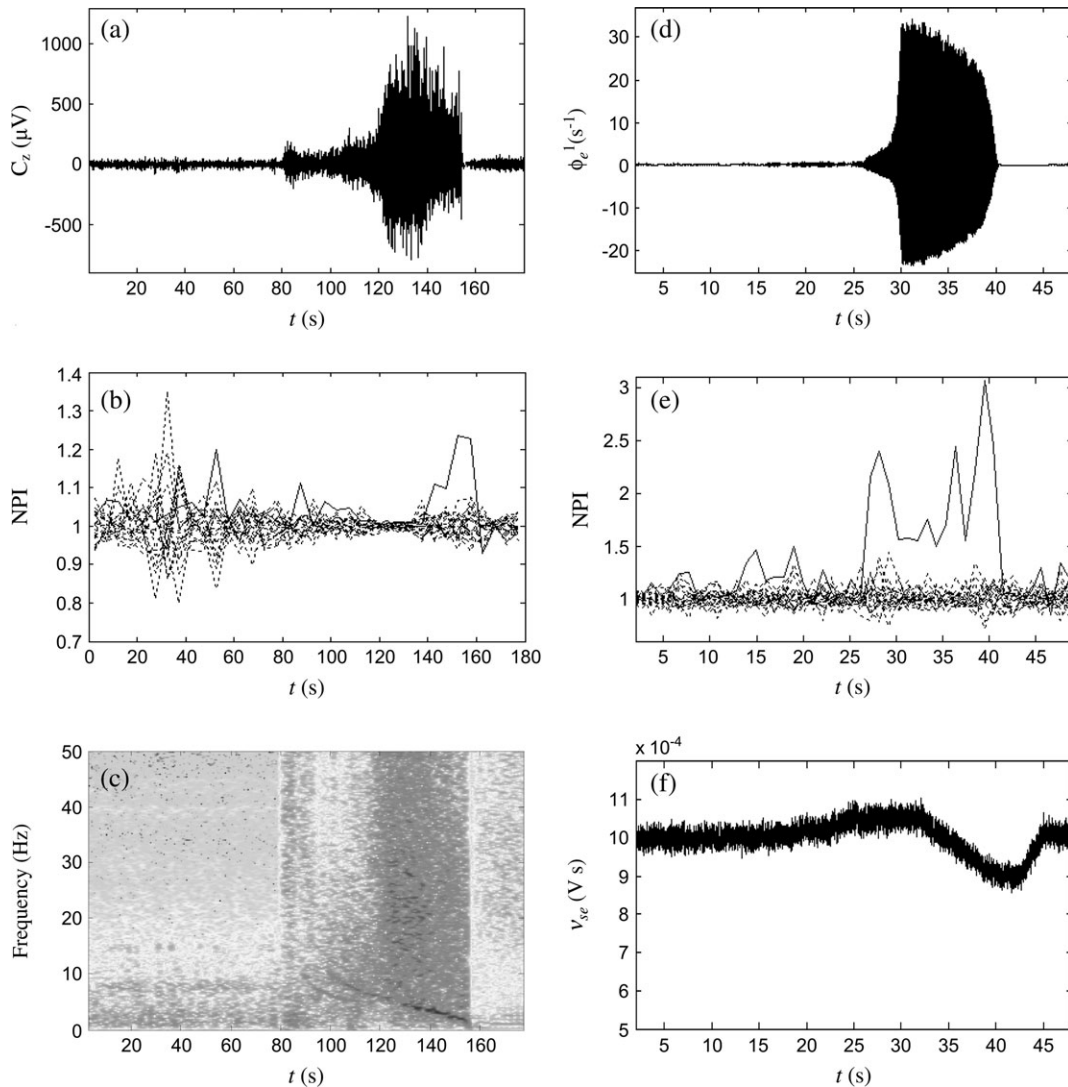 (a)
1000
500
0
-500
C_z (μV)
20 40 60 80 100 120 140 160
t (s)
(d)
30
20
10
0
-10
-20
ϕ_e^1 (s^-1)
5 10 15 20 25 30 35 40 45
t (s)
(b)
1.4
1.3
1.2
1.1
1
0.9
0.8
0.7
NPI
0 20 40 60 80 100 120 140 160 180
t (s)
(e)
3
2.5
2
1.5
1
NPI
5 10 15 20 25 30 35 40 45
t (s)
(c)
50
40
30
20
10
0
Frequency (Hz)
20 40 60 80 100 120 140 160
t (s)
x 10^-4
(f)
11
10
9
8
7
6
5
ν_se (V s)
5 10 15 20 25 30 35 40 45
t (s)